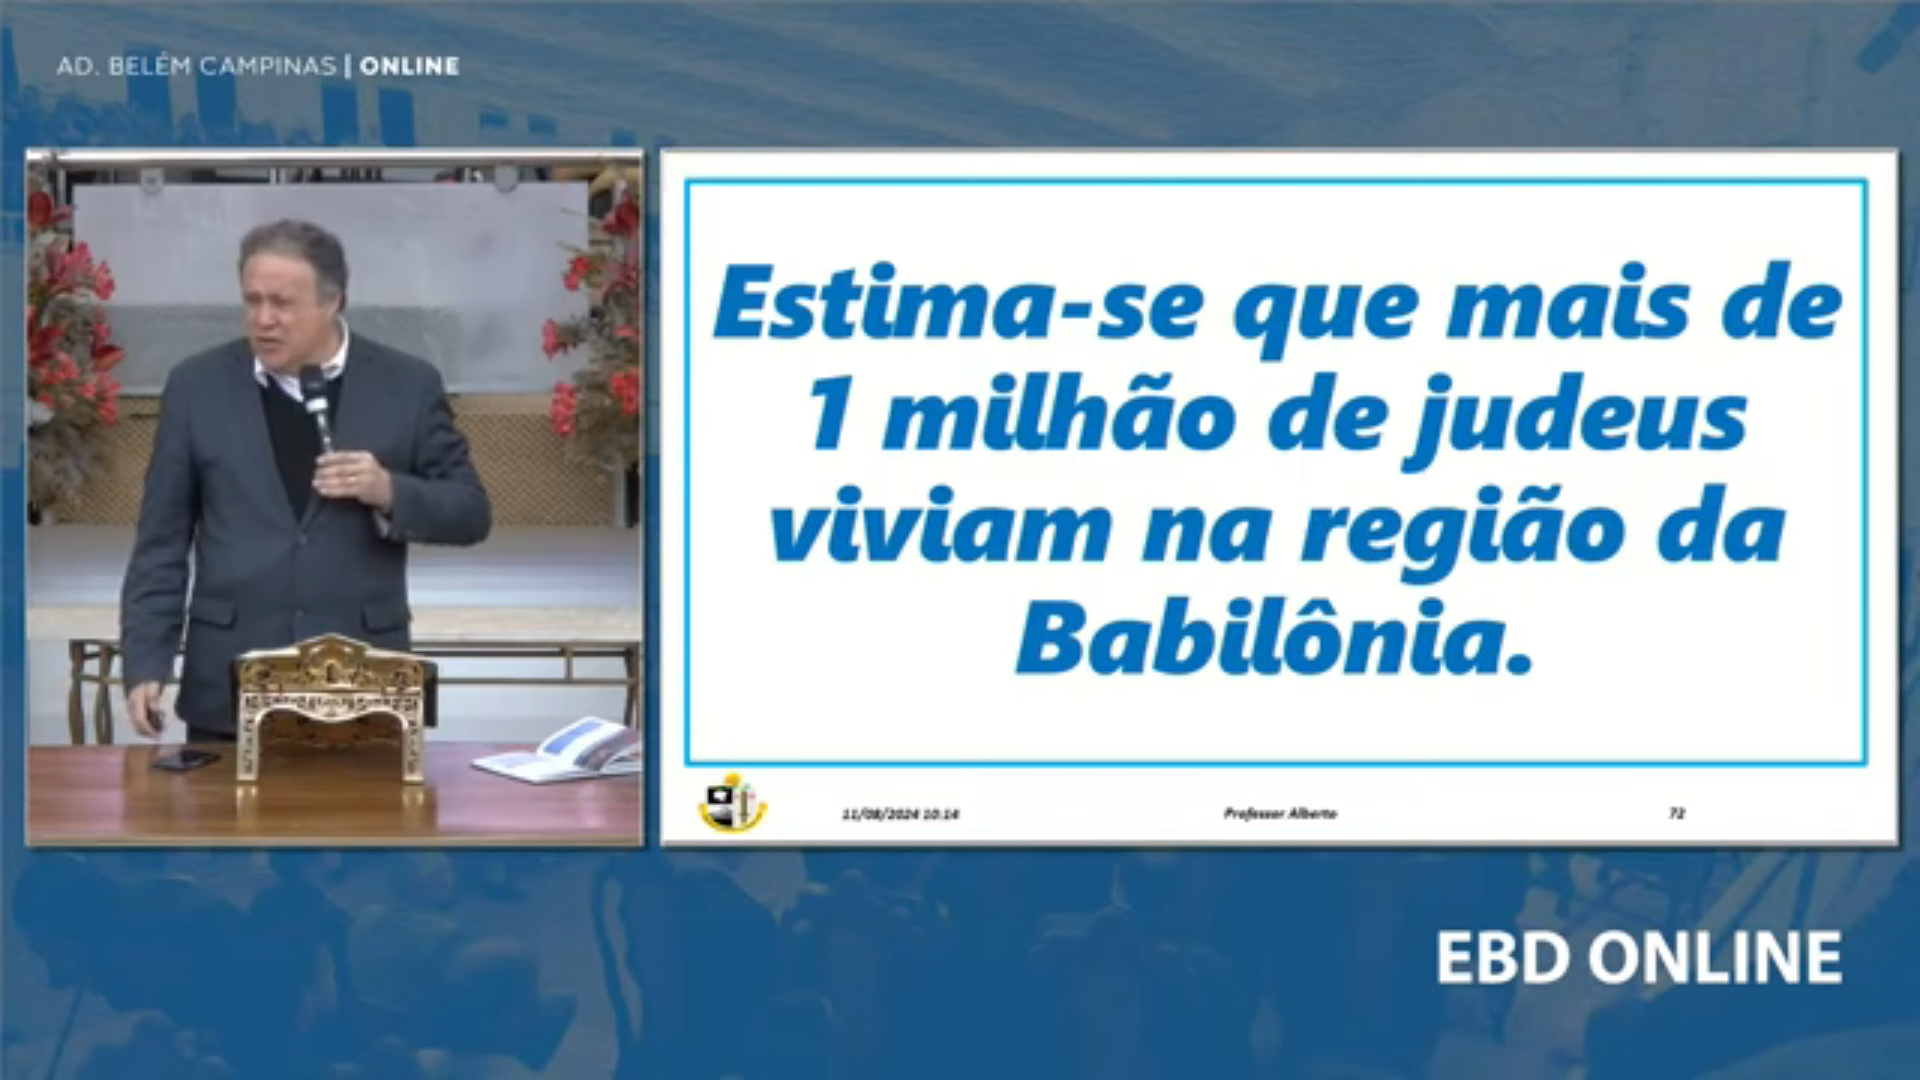 AD. BELÉM CAMPINAS | ONLINE
Estima-se que mais de
1 milhão de judeus
viviam na região da
Babilônia.
11/08/2024 10:14
Professor Alberto
72
EBD ONLINE